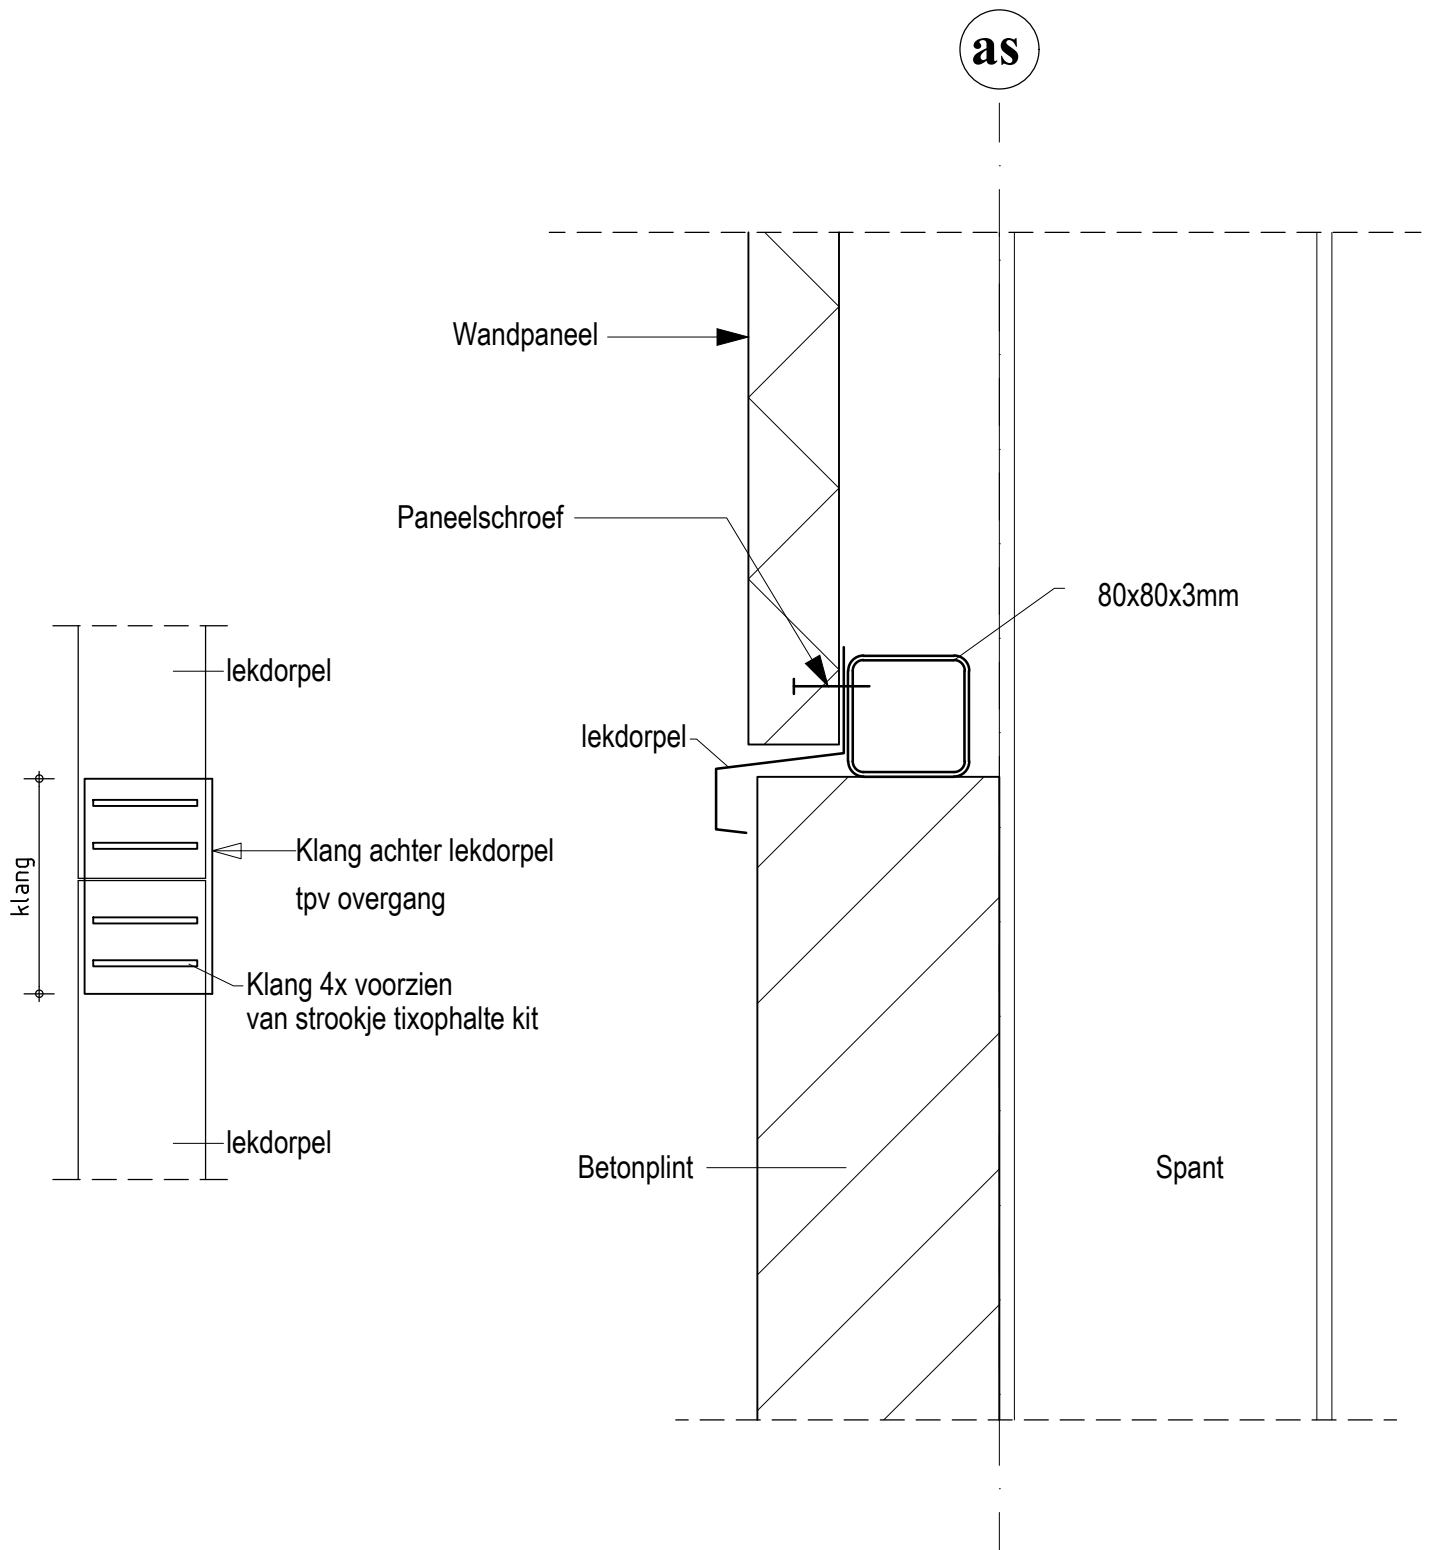 as
Wandpaneel
Paneelschroef
80x80x3mm
lekdorpel
lekdorpel
klang
Klang achter lekdorpel
tpv overgang
Klang 4x voorzien
van strookje tixophalte kit
lekdorpel
Betonplint
Spant